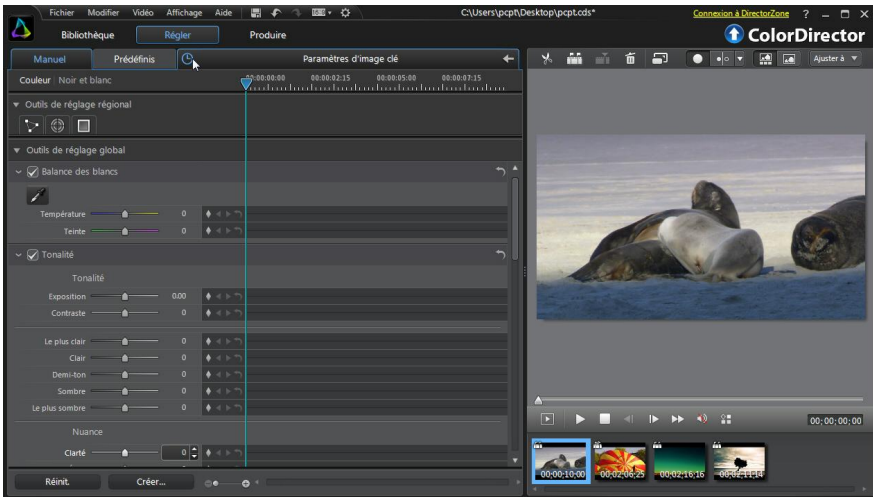 Fichier Modifier Vidéo Affichage Aide C:\Users\pcpt\Desktop\pcpt.cds* Connexion à DirectorZone ?
Bibliothèque Régler Produire ColorDirector
Manuel Prédéfinis Paramètres d'image clé Ajuster à
Couleur Noir et blanc 00:00:00:00 00:00:02:15 00:00:05:00 00:00:07:15
Outils de réglage régional
Outils de réglage global
Balance des blancs
Température 0
Teinte 0
Tonalité
Tonalité
Exposition 0.00
Contraste 0
Le plus clair 0
Clair 0
Demi-ton 0
Sombre 0
Le plus sombre 0
Nuance
Clarté 0
Réinit. Créer...
00;00;00;00
00;00;10;00 00;02;06;25 00;02;16;16 00;02;11;14